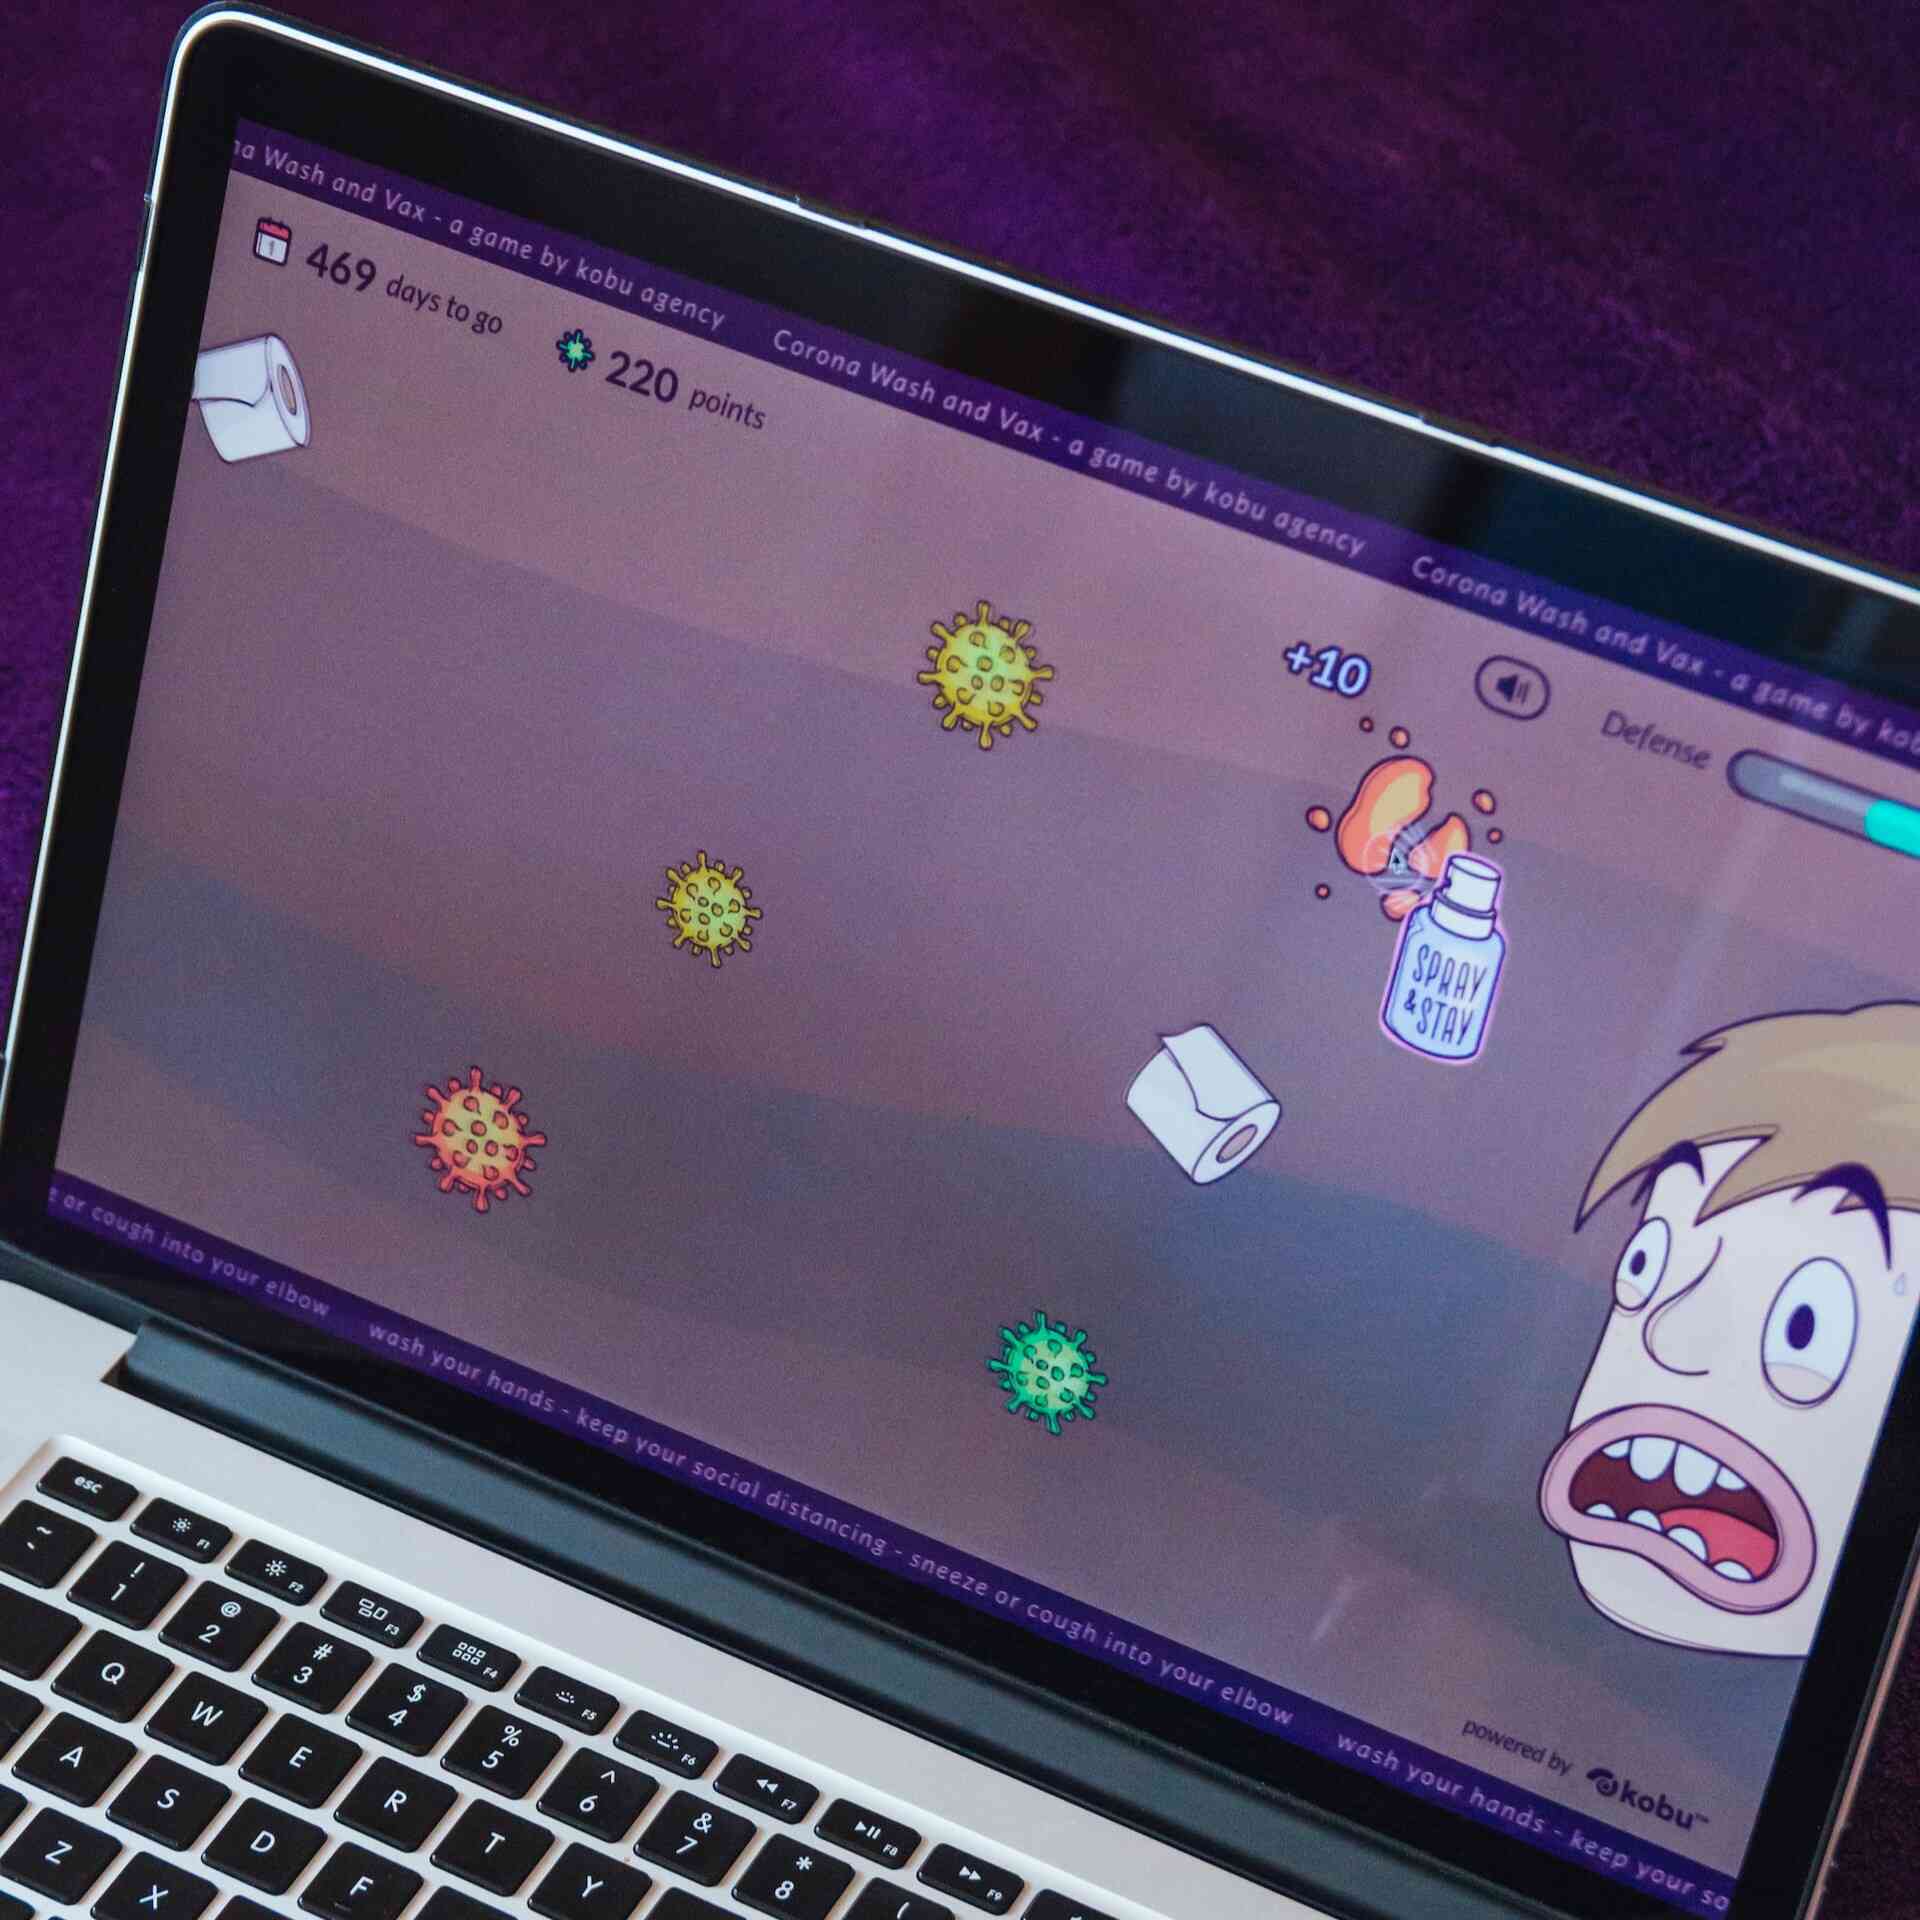 na Wash and Vax - a game by kobu agency Corona Wash and Vax - a game by kobu agency Corona Wash and Vax - a game by kob
469 days to go
220 points
+10
Defense
SPRAY
& STAY
e or cough into your elbow wash your hands - keep your social distancing - sneeze or cough into your elbow wash your hands - keep your so
powered by kobu™
esc
F1
F2
F3
F4
F5
F6
F7
F8
F9
~
! 1
@ 2
# 3
$ 4
% 5
^ 6
& 7
* 8
(
Q W E R T Y
A S D F
Z X